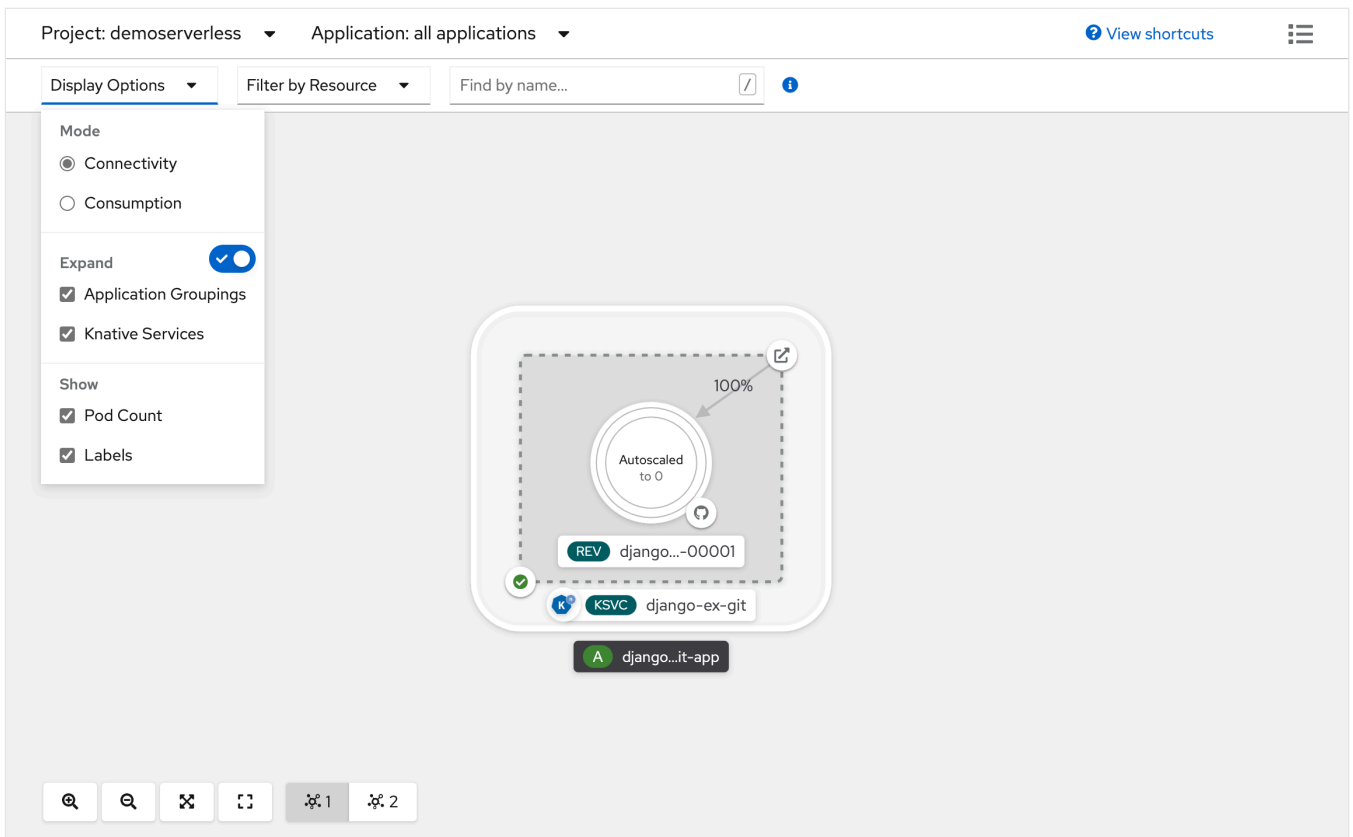 Project: demoserverless Application: all applications View shortcuts
Display Options Filter by Resource Find by name... /
Mode
Connectivity
Consumption
Expand
Application Groupings
Knative Services
Show
Pod Count
Labels
100%
Autoscaled
to 0
REV django...-00001
K KSVC django-ex-git
A django...it-app
1 2